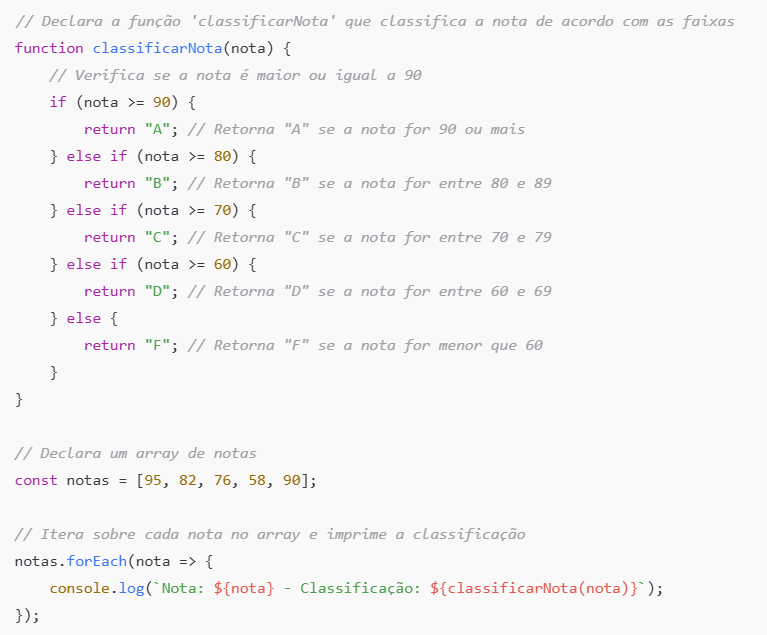 // Declara a função 'classificarNota' que classifica a nota de acordo com as faixas
function classificarNota(nota) {
    // Verifica se a nota é maior ou igual a 90
    if (nota >= 90) {
        return "A"; // Retorna "A" se a nota for 90 ou mais
    } else if (nota >= 80) {
        return "B"; // Retorna "B" se a nota for entre 80 e 89
    } else if (nota >= 70) {
        return "C"; // Retorna "C" se a nota for entre 70 e 79
    } else if (nota >= 60) {
        return "D"; // Retorna "D" se a nota for entre 60 e 69
    } else {
        return "F"; // Retorna "F" se a nota for menor que 60
    }
}

// Declara um array de notas
const notas = [95, 82, 76, 58, 90];

// Itera sobre cada nota no array e imprime a classificação
notas.forEach(nota => {
    console.log(`Nota: ${nota} - Classificação: ${classificarNota(nota)}`);
});